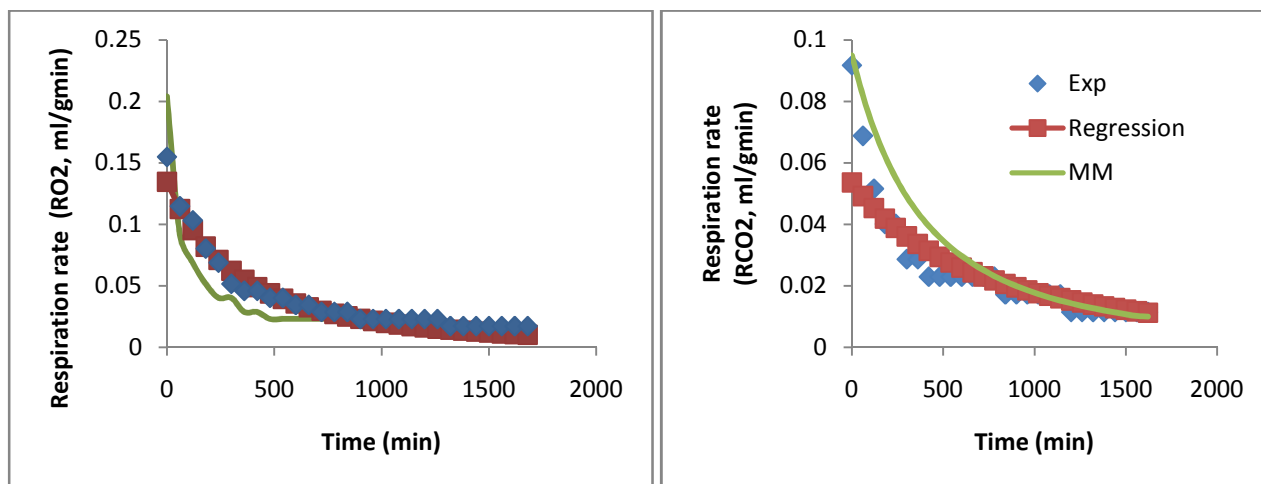 Respiration rate (RO2, ml/gmin)
0.25
0.2
0.15
0.1
0.05
0
0 500 1000 1500 2000
Time (min)
Respiration rate
(RCO2, ml/gmin)
0.1
0.08
0.06
0.04
0.02
0
Exp
Regression
MM
0 500 1000 1500 2000
Time (min)